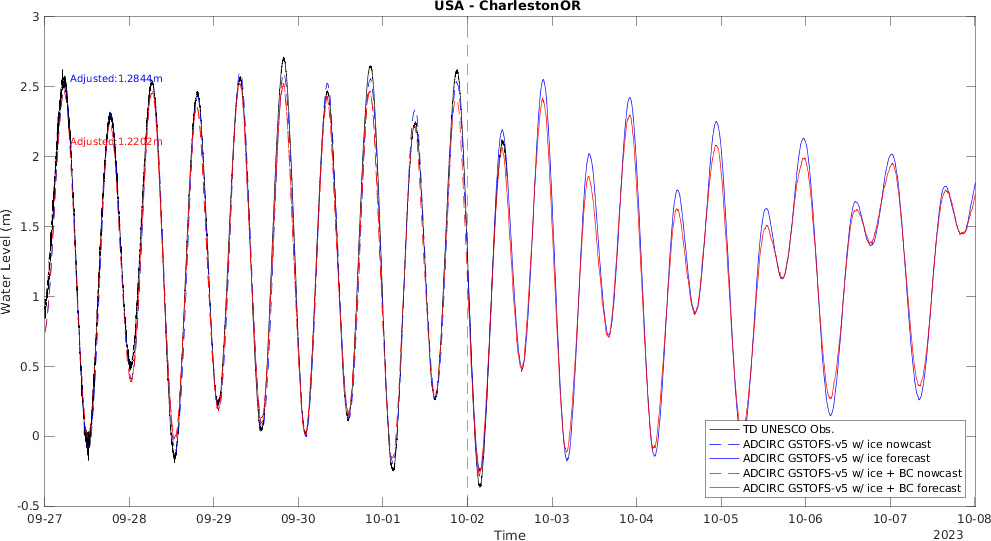 USA - CharlestonOR
3
2.5
2
1.5
1
0.5
0
-0.5
Water Level (m)
Adjusted:1.2844m
Adjusted:1.2202m
TD UNESCO Obs.
ADCIRC GSTOFS-v5 w/ ice nowcast
ADCIRC GSTOFS-v5 w/ ice forecast
ADCIRC GSTOFS-v5 w/ ice + BC nowcast
ADCIRC GSTOFS-v5 w/ ice + BC forecast
09-27 09-28 09-29 09-30 10-01 10-02 10-03 10-04 10-05 10-06 10-07 10-08
Time
2023